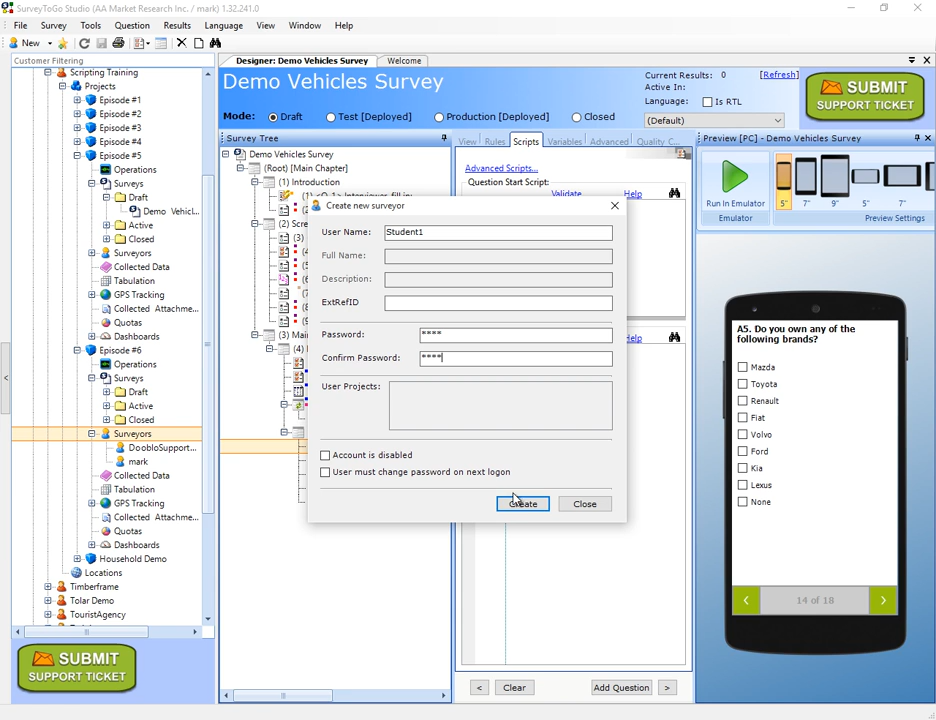 SurveyToGo Studio (AA Market Research Inc. / mark) 1.32.241.0
File Survey Tools Question Results Language View Window Help
New
Customer Filtering
Scripting Training
Projects
Episode #1
Episode #2
Episode #3
Episode #4
Episode #5
Operations
Surveys
Draft
Demo Vehicl...
Active
Closed
Surveyors
Collected Data
Tabulation
GPS Tracking
Collected Attachme...
Quotas
Dashboards
Episode #6
Operations
Surveys
Draft
Active
Closed
Surveyors
DoobloSupport...
mark
Collected Data
Tabulation
GPS Tracking
Collected Attachme...
Quotas
Dashboards
Household Demo
Locations
Timberframe
Tolar Demo
TouristAgency
SUBMIT
SUPPORT TICKET
Designer: Demo Vehicles Survey Welcome
Demo Vehicles Survey
Current Results: 0 [Refresh]
Active In:
Language: Is RTL
(Default)
Mode: Draft Test [Deployed] Production [Deployed] Closed
SUBMIT
SUPPORT TICKET
Survey Tree
Demo Vehicles Survey
(Root) [Main Chapter]
(1) Introduction
(2) Scre
(3)
(3) Main
(4)
View Rules Scripts Variables Advanced Quality C...
Advanced Scripts...
Question Start Script:
Validate Help
Help
< Clear Add Question >
Create new surveyor
User Name: Student1
Full Name:
Description:
ExtRefID
Password: ****
Confirm Password: ****
User Projects:
Account is disabled
User must change password on next logon
Create Close
Preview [PC] - Demo Vehicles Survey
5" 7" 9" 5" 7"
Run In Emulator
Emulator Preview Settings
A5. Do you own any of the
following brands?
Mazda
Toyota
Renault
Fiat
Volvo
Ford
Kia
Lexus
None
14 of 18